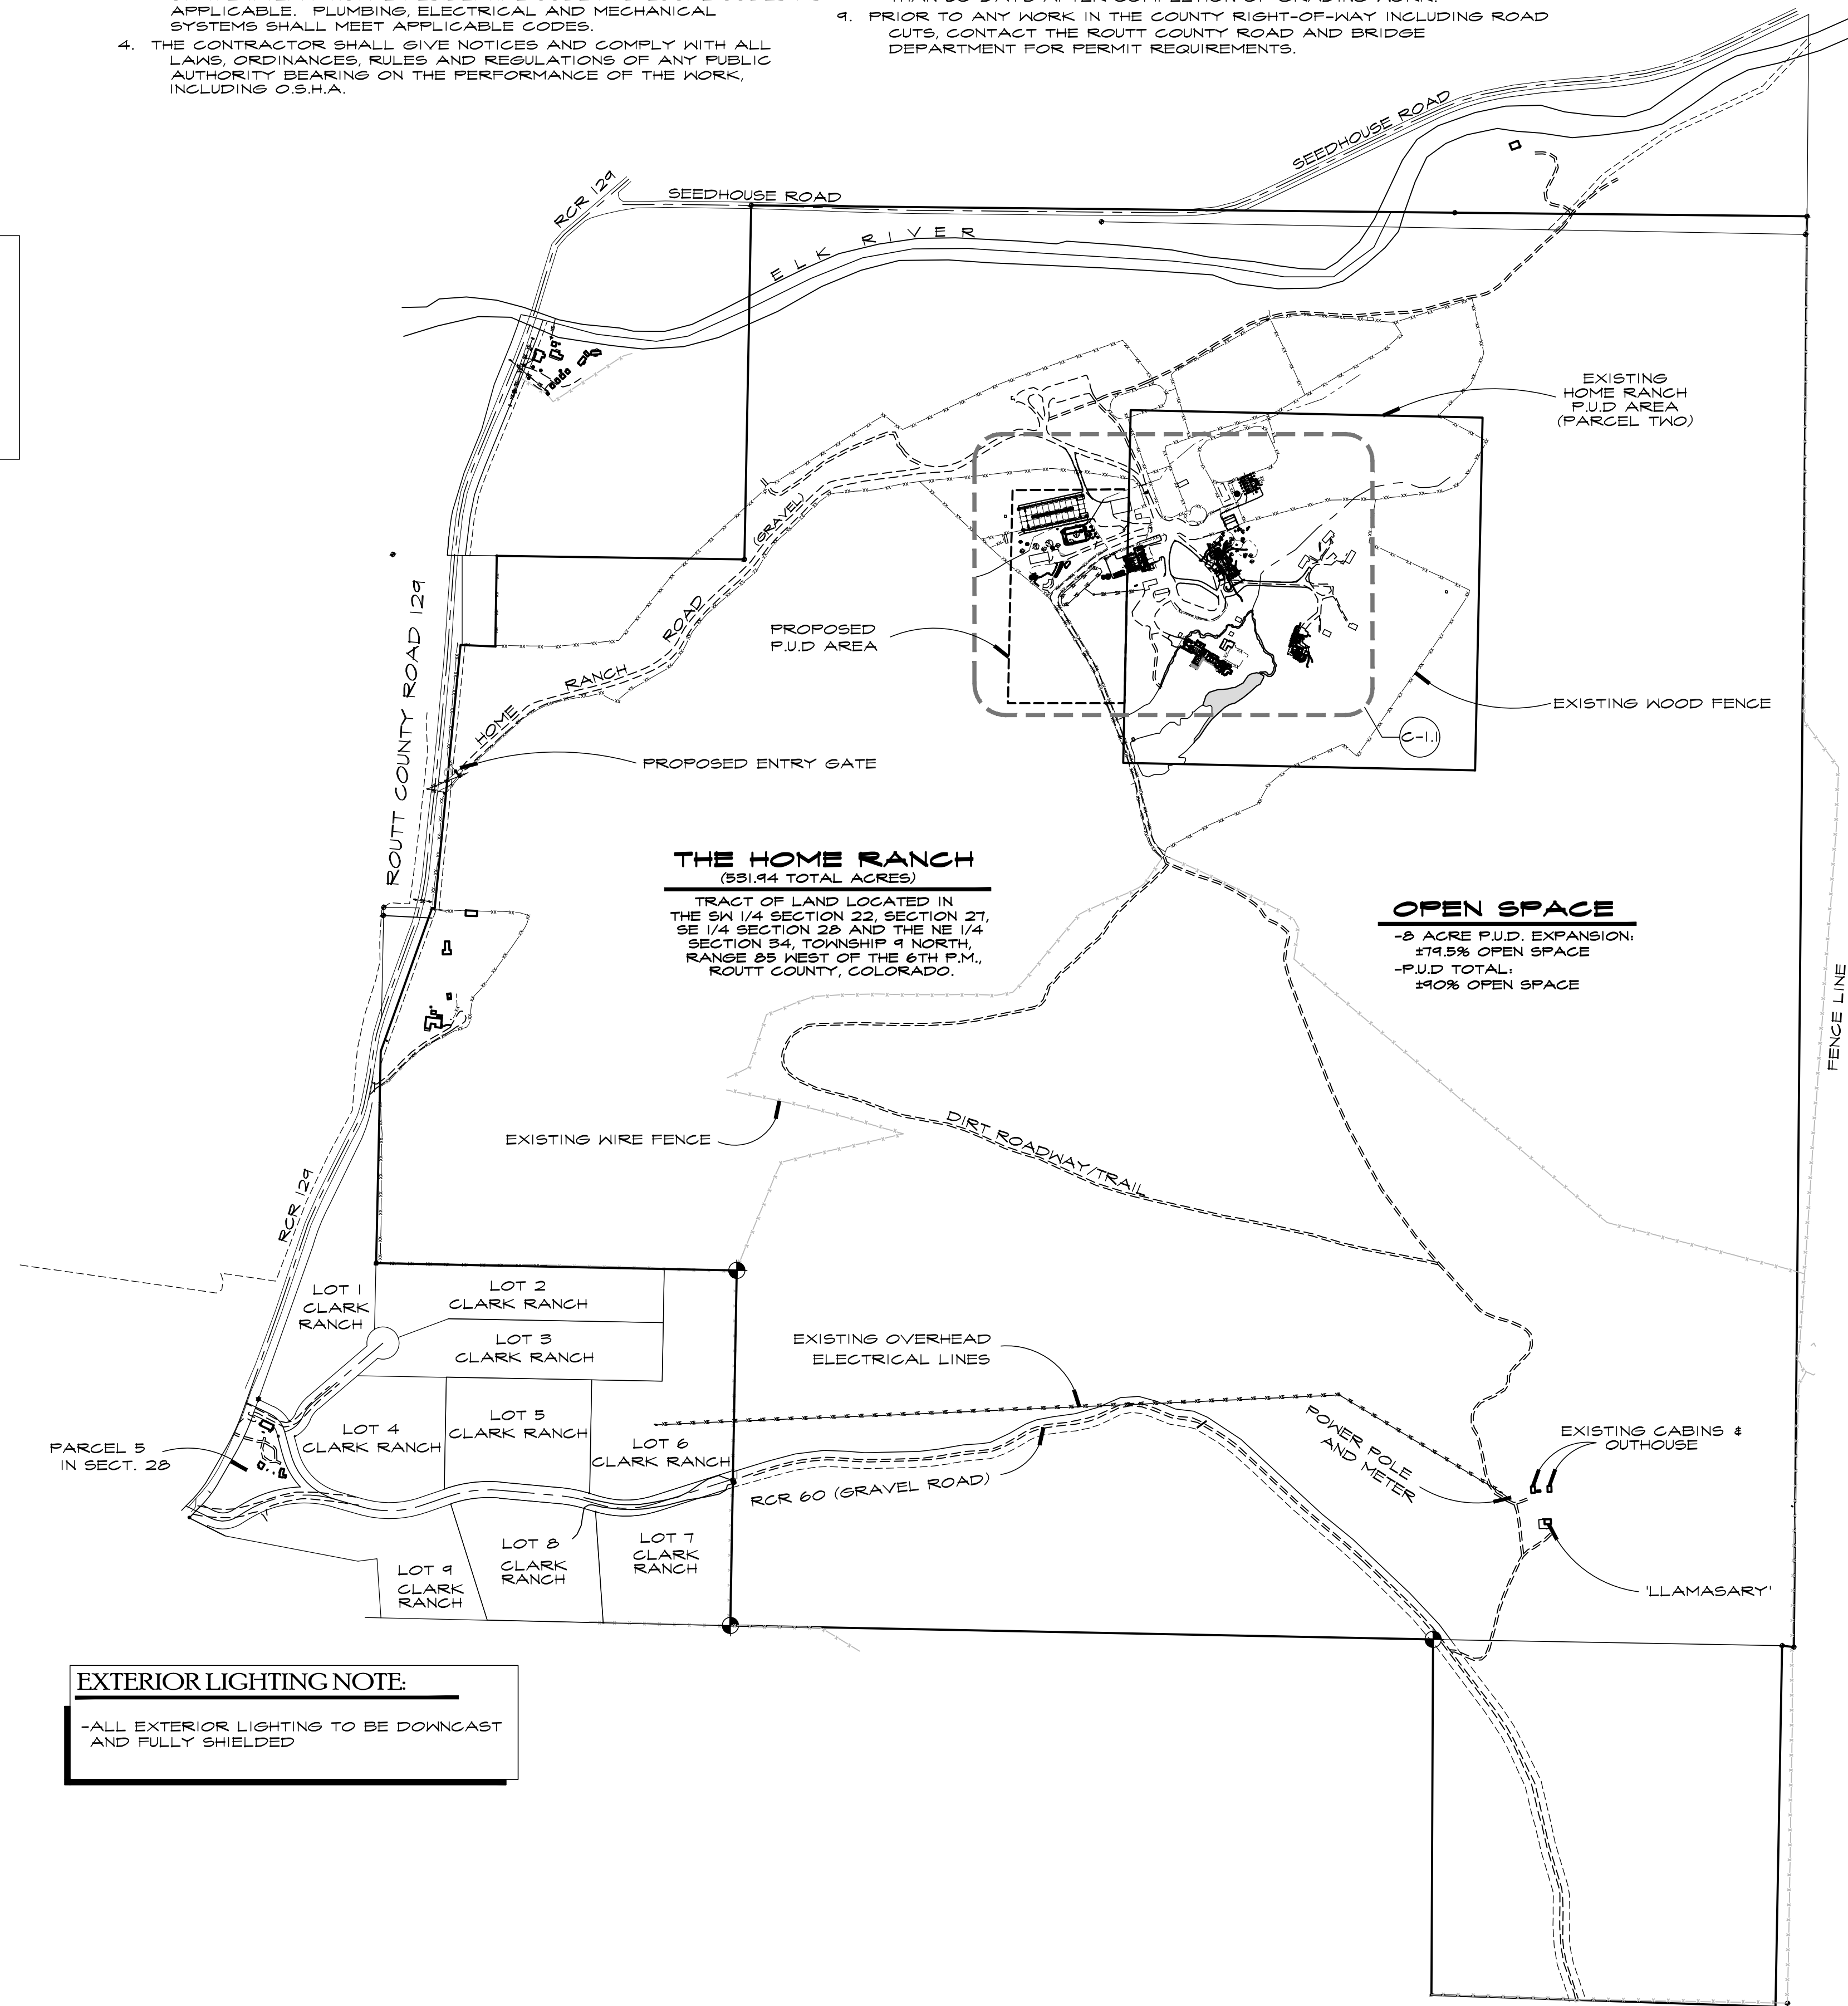 APPLICABLE. PLUMBING, ELECTRICAL AND MECHANICAL
SYSTEMS SHALL MEET APPLICABLE CODES.
4. THE CONTRACTOR SHALL GIVE NOTICES AND COMPLY WITH ALL
LAWS, ORDINANCES, RULES AND REGULATIONS OF ANY PUBLIC
AUTHORITY BEARING ON THE PERFORMANCE OF THE WORK,
INCLUDING O.S.H.A.
9. PRIOR TO ANY WORK IN THE COUNTY RIGHT-OF-WAY INCLUDING ROAD
CUTS, CONTACT THE ROUTT COUNTY ROAD AND BRIDGE
DEPARTMENT FOR PERMIT REQUIREMENTS.
SEEDHOUSE ROAD
RCR 129
SEEDHOUSE ROAD
ELK RIVER
EXISTING
HOME RANCH
P.U.D AREA
(PARCEL TWO)
(GRAVEL)
ROUTT COUNTY ROAD 129
HOME RANCH ROAD
PROPOSED
P.U.D AREA
EXISTING WOOD FENCE
C-1.1
PROPOSED ENTRY GATE
THE HOME RANCH
(531.94 TOTAL ACRES)
TRACT OF LAND LOCATED IN
THE SW 1/4 SECTION 22, SECTION 27,
SE 1/4 SECTION 28 AND THE NE 1/4
SECTION 34, TOWNSHIP 9 NORTH,
RANGE 85 WEST OF THE 6TH P.M.,
ROUTT COUNTY, COLORADO.
OPEN SPACE
-8 ACRE P.U.D. EXPANSION:
±79.5% OPEN SPACE
-P.U.D TOTAL:
±90% OPEN SPACE
FENCE LINE
EXISTING WIRE FENCE
DIRT ROADWAY/TRAIL
RCR 129
LOT 1
CLARK
RANCH
LOT 2
CLARK RANCH
LOT 3
CLARK RANCH
EXISTING OVERHEAD
ELECTRICAL LINES
LOT 4
CLARK RANCH
LOT 5
CLARK RANCH
LOT 6
CLARK RANCH
POWER POLE
AND METER
EXISTING CABINS &
OUTHOUSE
PARCEL 5
IN SECT. 28
RCR 60 (GRAVEL ROAD)
LOT 7
CLARK
RANCH
LOT 8
CLARK
RANCH
LOT 9
CLARK
RANCH
'LLAMASARY'
EXTERIOR LIGHTING NOTE:
-ALL EXTERIOR LIGHTING TO BE DOWNCAST
AND FULLY SHIELDED